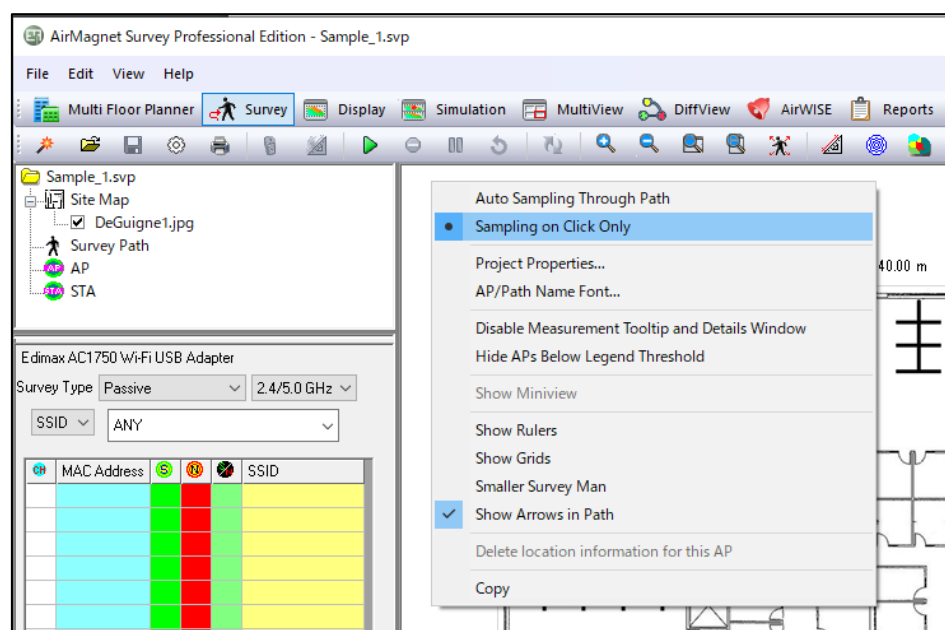 AirMagnet Survey Professional Edition - Sample_1.svp
File Edit View Help
Multi Floor Planner Survey Display Simulation MultiView DiffView AirWISE Reports
Sample_1.svp
Site Map
DeGuigne1.jpg
Survey Path
AP AP
STA STA
Edimax AC1750 Wi-Fi USB Adapter
Survey Type Passive 2.4/5.0 GHz
SSID ANY
CH MAC Address S N SSID
Auto Sampling Through Path
Sampling on Click Only
Project Properties...
AP/Path Name Font...
Disable Measurement Tooltip and Details Window
Hide APs Below Legend Threshold
Show Miniview
Show Rulers
Show Grids
Smaller Survey Man
Show Arrows in Path
Delete location information for this AP
Copy
40.00 m